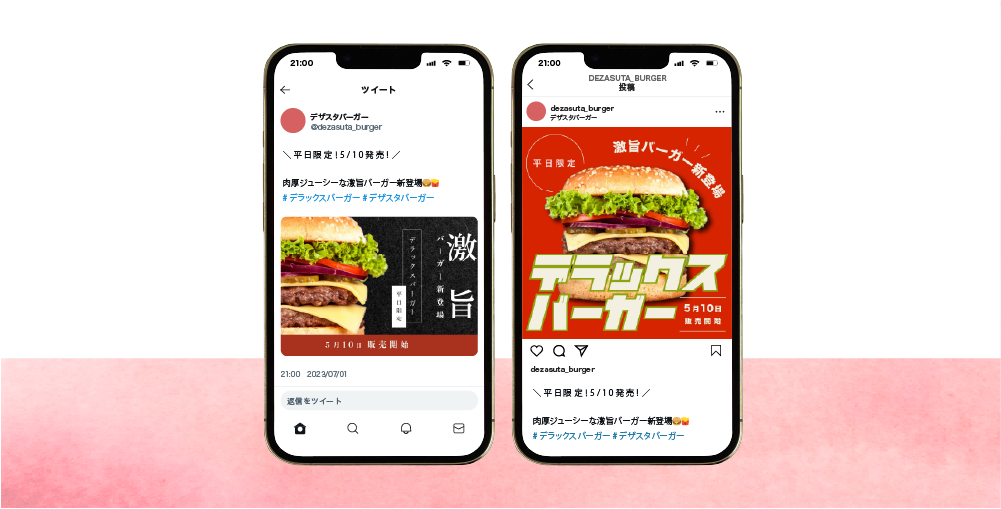 21:00
ツイート
デザスタバーガー
@dezasuta_burger
＼平日限定！5/10発売！／
肉厚ジューシーな激旨バーガー新登場🍔🍟
#デラックスバーガー #デザスタバーガー
激旨
バーガー新登場
デラックスバーガー
平日限定
5月10日 販売開始
21:00 2023/07/01
返信をツイート
21:00
DEZASUTA_BURGER
投稿
dezasuta_burger
デザスタバーガー
平日限定
激旨バーガー新登場
デラックス
バーガー
5月10日
販売開始
dezasuta_burger
＼平日限定！5/10発売！／
肉厚ジューシーな激旨バーガー新登場🍔🍟
#デラックスバーガー #デザスタバーガー